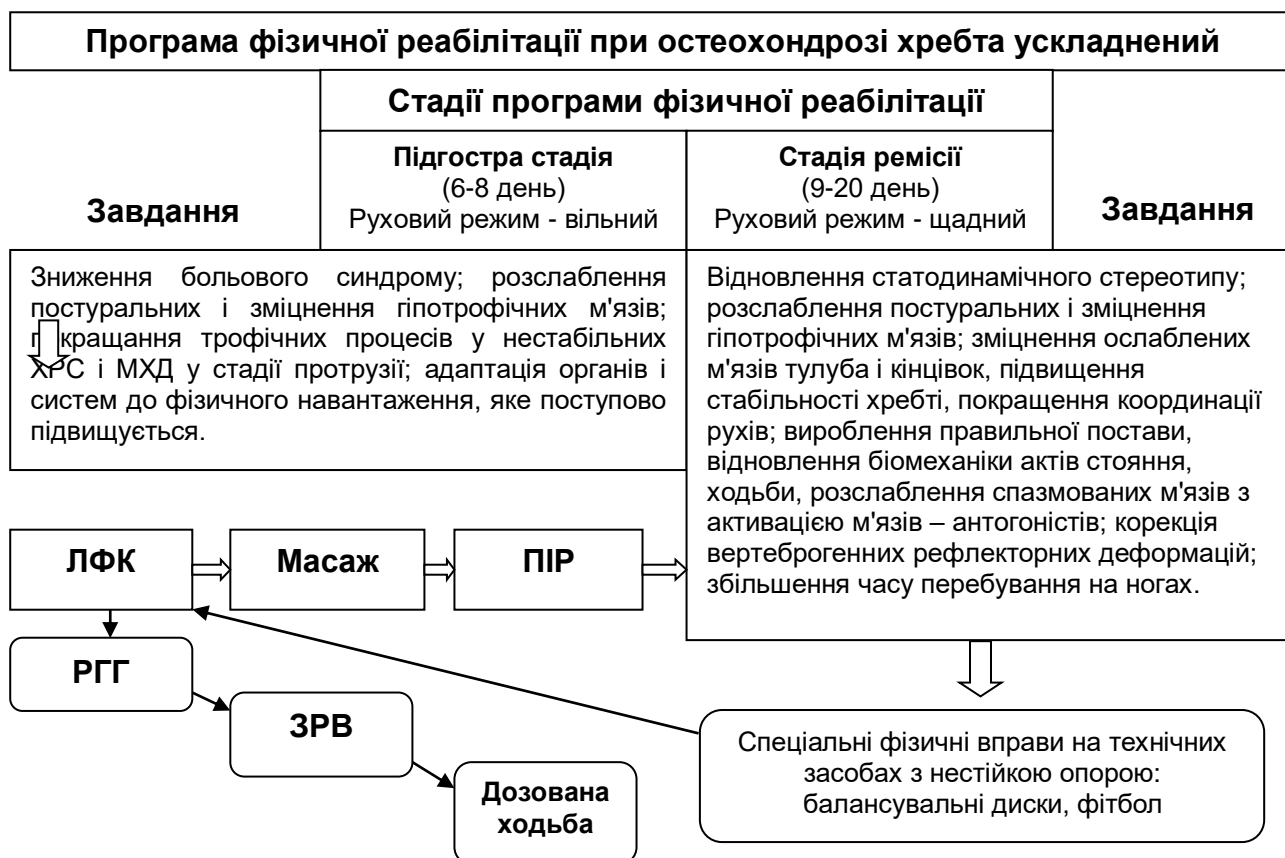 Програма фізичної реабілітації при остеохондрозі хребта ускладнений
Стадії програми фізичної реабілітації
Завдання
Підгостра стадія
(6-8 день)
Руховий режим - вільний
Стадія ремісії
(9-20 день)
Руховий режим - щадний
Завдання
Зниження больового синдрому; розслаблення
постуральних і зміцнення гіпотрофічних м'язів;
трофічних процесів у нестабільних
ХРС і МХД у стадії протрузії; адаптація органів і
систем до фізичного навантаження, яке поступово
підвищується.
Відновлення статодинамічного стереотипу;
розслаблення постуральних і зміцнення
гіпотрофічних м'язів; зміцнення ослаблених
м'язів тулуба і кінцівок, підвищення
стабільності хребті, покращення координації
рухів; вироблення правильної постави,
відновлення біомеханіки актів стояння,
ходьби, розслаблення спазмованих м'язів з
активацією м'язів – антогоністів; корекція
вертеброгенних рефлекторних деформацій;
збільшення часу перебування на ногах.
ЛФК
Масаж
ПІР
РГГ
ЗРВ
Дозована
ходьба
Спеціальні фізичні вправи на технічних
засобах з нестійкою опорою:
балансувальні диски, фітбол